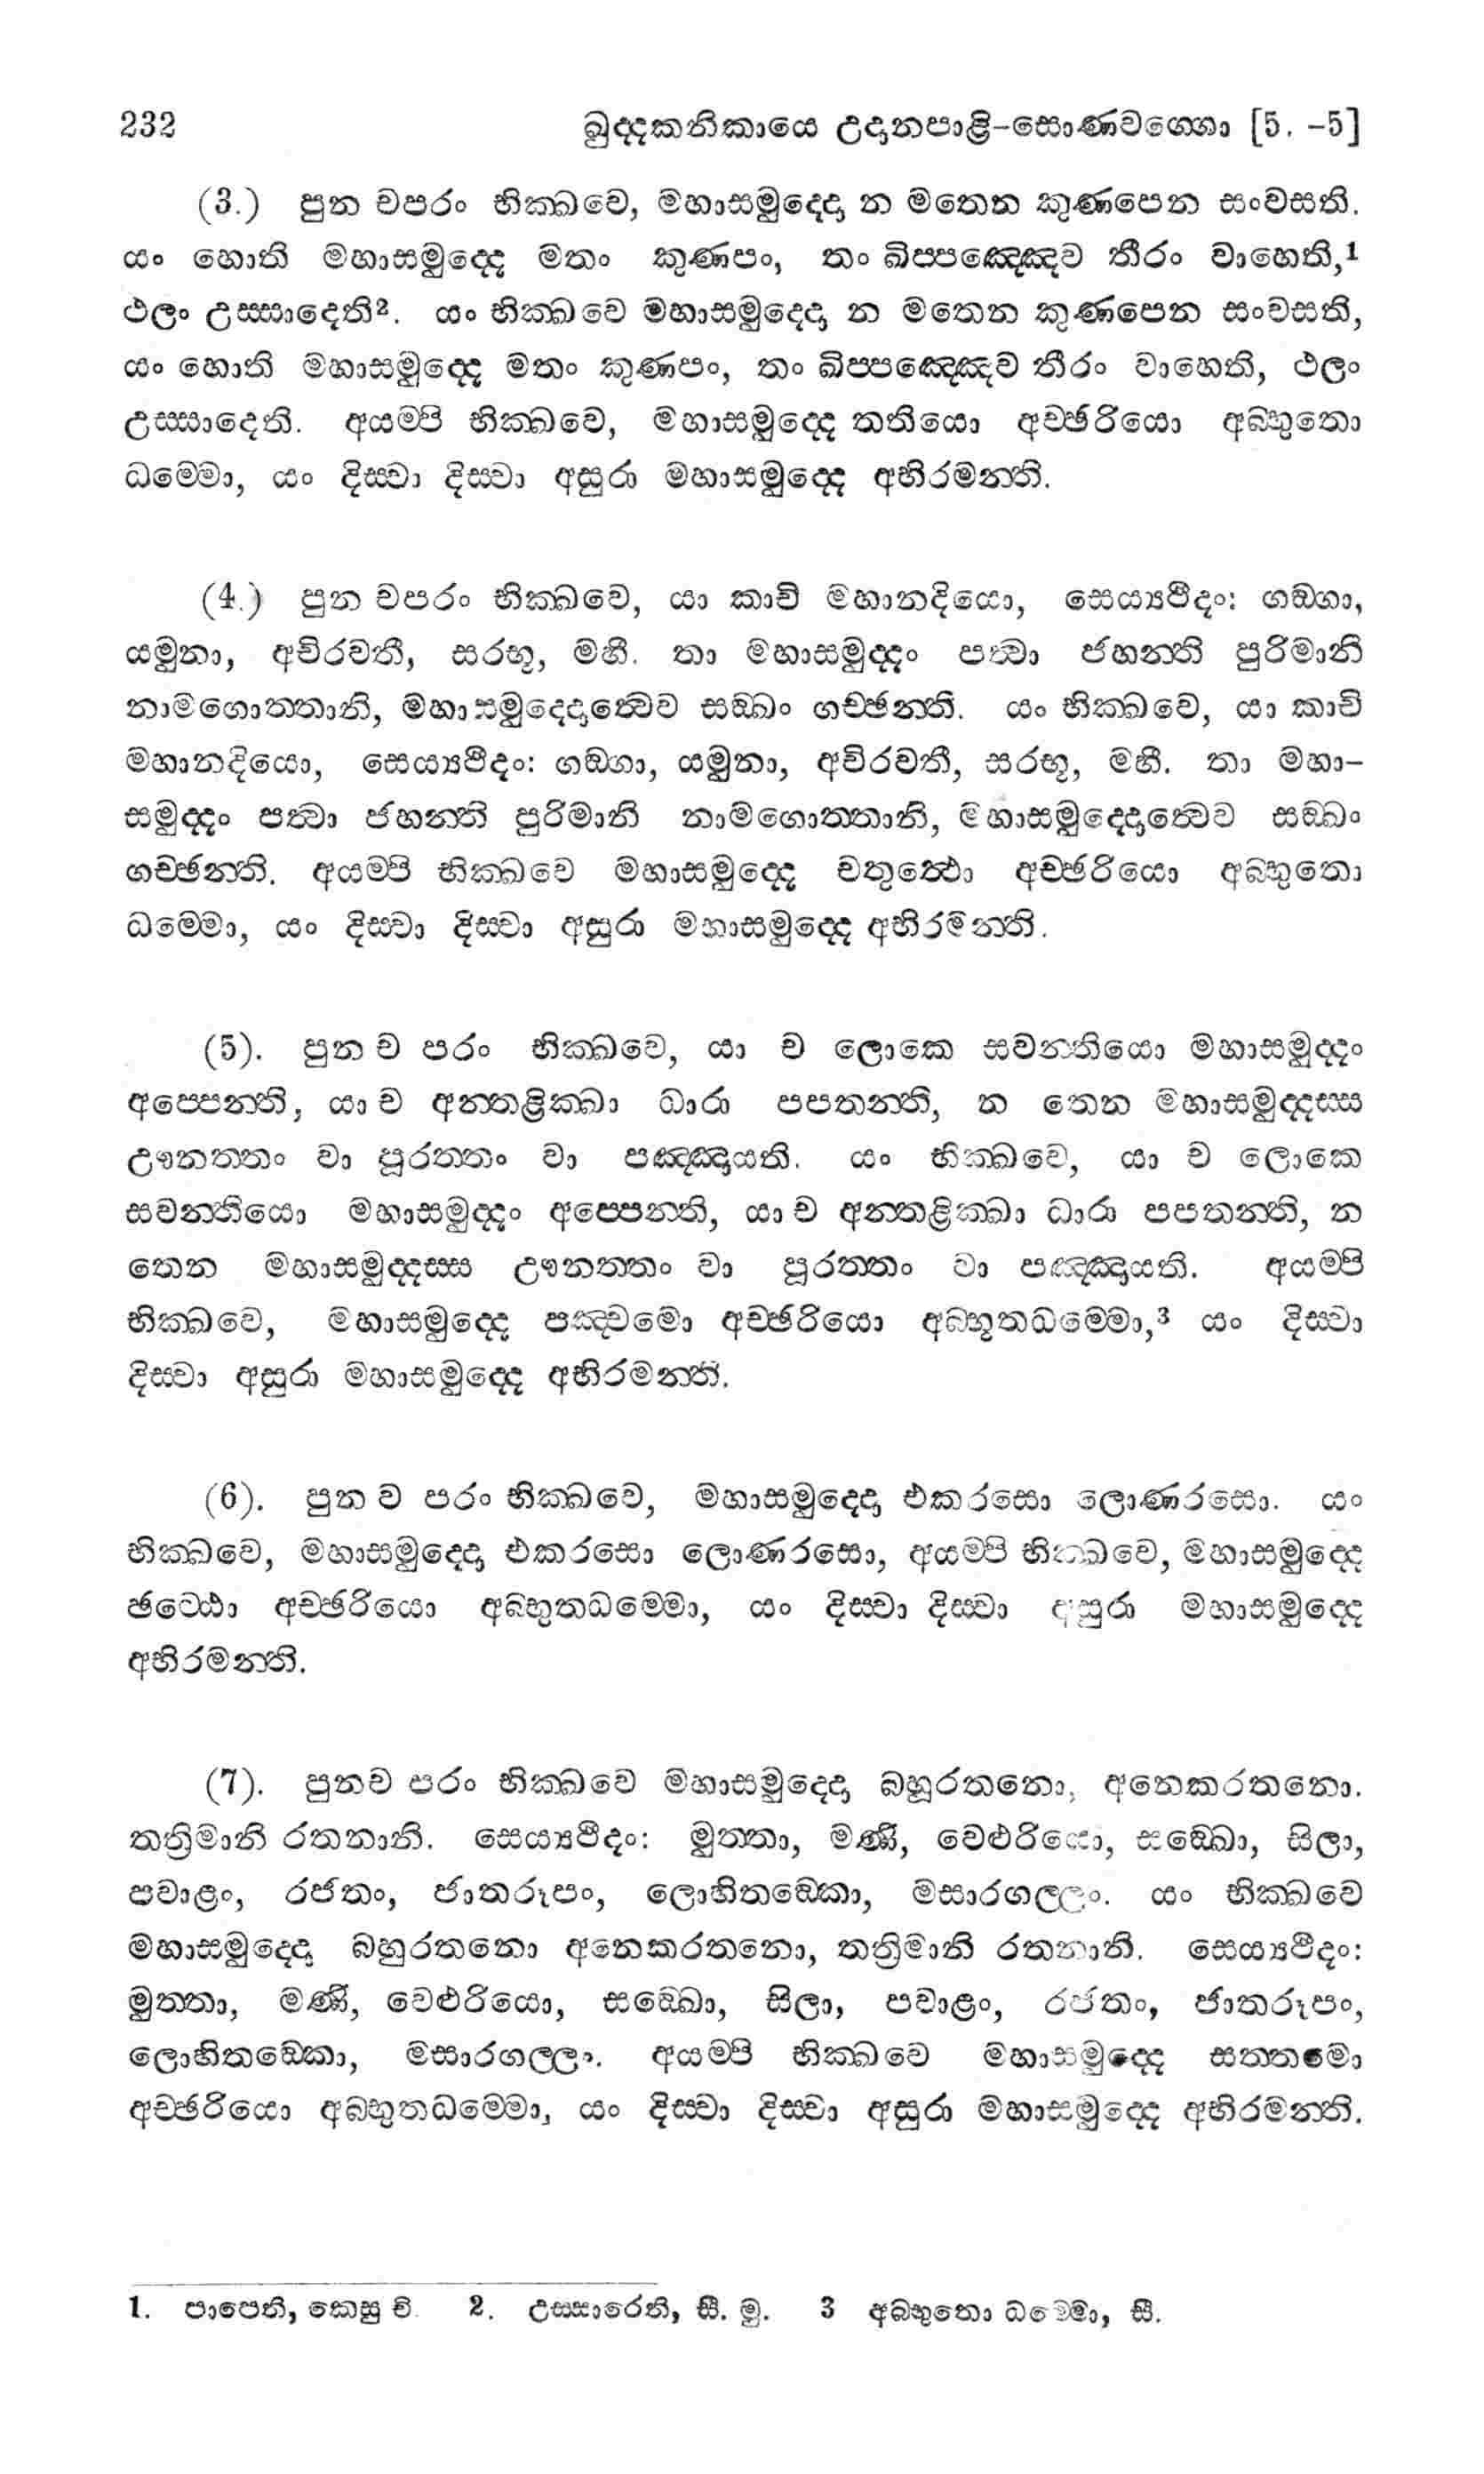 232 ඛුද්දකනිකායෙ උදානපාළි-සොණවග්ගො [5. -5]
(3.) පුන චපරං භික්ඛවෙ, මහාසමුද්දො න මතෙන කුණපෙන සංවසති.
යං හොති මහාසමුද්දෙ මතං කුණපං, තං ඛිප්පඤ්ඤෙව තීරං වාහෙති,1
ථලං උස්සාදෙති2. යං භික්ඛවෙ මහාසමුද්දො න මතෙන කුණපෙන සංවසති,
යං හොති මහාසමුද්දෙ මතං කුණපං, තං ඛිප්පඤ්ඤෙව තීරං වාහෙති, ථලං
උස්සාදෙති. අයම්පි භික්ඛවෙ, මහාසමුද්දෙ තතියො අච්ඡරියො අබ්භුතො
ධම්මො, යං දිස්වා දිස්වා අසුරා මහාසමුද්දෙ අභිරමන්ති.
(4.) පුන චපරං භික්ඛවෙ, යා කාචි මහානදියො, සෙය්‍යථීදං: ගඞ්ගා,
යමුනා, අචිරවතී, සරභූ, මහී. තා මහාසමුද්දං පත්වා ජහන්ති පුරිමානි
නාමගොත්තානි, මහාසමුද්දොත්වෙව සඞ්ඛං ගච්ඡන්ති. යං භික්ඛවෙ, යා කාචි
මහානදියො, සෙය්‍යථීදං: ගඞ්ගා, යමුනා, අචිරවතී, සරභූ, මහී. තා මහා-
සමුද්දං පත්වා ජහන්ති පුරිමානි නාමගොත්තානි, මහාසමුද්දොත්වෙව සඞ්ඛං
ගච්ඡන්ති. අයම්පි භික්ඛවෙ මහාසමුද්දෙ චතුත්ථො අච්ඡරියො අබ්භුතො
ධම්මො, යං දිස්වා දිස්වා අසුරා මහාසමුද්දෙ අභිරමන්ති.
(5). පුන ච පරං භික්ඛවෙ, යා ච ලොකෙ සවන්තියො මහාසමුද්දං
අප්පෙන්ති, යා ච අන්තළික්ඛා ධාරා පපතන්ති, න තෙන මහාසමුද්දස්ස
ඌනත්තං වා පූරත්තං වා පඤ්ඤායති. යං භික්ඛවෙ, යා ච ලොකෙ
සවන්තියො මහාසමුද්දං අප්පෙන්ති, යා ච අන්තළික්ඛා ධාරා පපතන්ති, න
තෙන මහාසමුද්දස්ස ඌනත්තං වා පූරත්තං වා පඤ්ඤායති. අයම්පි
භික්ඛවෙ, මහාසමුද්දෙ පඤ්චමො අච්ඡරියො අබ්භූතධම්මො,3 යං දිස්වා
දිස්වා අසුරා මහාසමුද්දෙ අභිරමන්ති.
(6). පුන ච පරං භික්ඛවෙ, මහාසමුද්දො එකරසො ලොණරසො. යං
භික්ඛවෙ, මහාසමුද්දො එකරසො ලොණරසො, අයම්පි භික්ඛවෙ, මහාසමුද්දෙ
ඡට්ඨො අච්ඡරියො අබ්භුතධම්මො, යං දිස්වා දිස්වා අසුරා මහාසමුද්දෙ
අභිරමන්ති.
(7). පුනච පරං භික්ඛවෙ මහාසමුද්දො බහූරතනො, අනෙකරතනො.
තත්‍රිමානි රතනානි. සෙය්‍යථීදං: මුත්තා, මණි, වෙළුරියො, සඞ්ඛො, සිලා,
පවාළං, රජතං, ජාතරූපං, ලොහිතඞ්කො, මසාරගල්ලං. යං භික්ඛවෙ
මහාසමුද්දො බහුරතනො අනෙකරතනො, තත්‍රිමානි රතනානි. සෙය්‍යථීදං:
මුත්තා, මණි, වෙළුරියො, සඞ්ඛො, සිලා, පවාළං, රජතං, ජාතරූපං,
ලොහිතඞ්කො, මසාරගල්ලං. අයම්පි භික්ඛවෙ මහාසමුද්දෙ සත්තමො
අච්ඡරියො අබ්භුතධම්මො, යං දිස්වා දිස්වා අසුරා මහාසමුද්දෙ අභිරමන්ති.
1. පාපෙති, කෙසු චි. 2. උස්සාරෙති, සී. මු. 3 අබ්භුතො ධම්මො, සී.